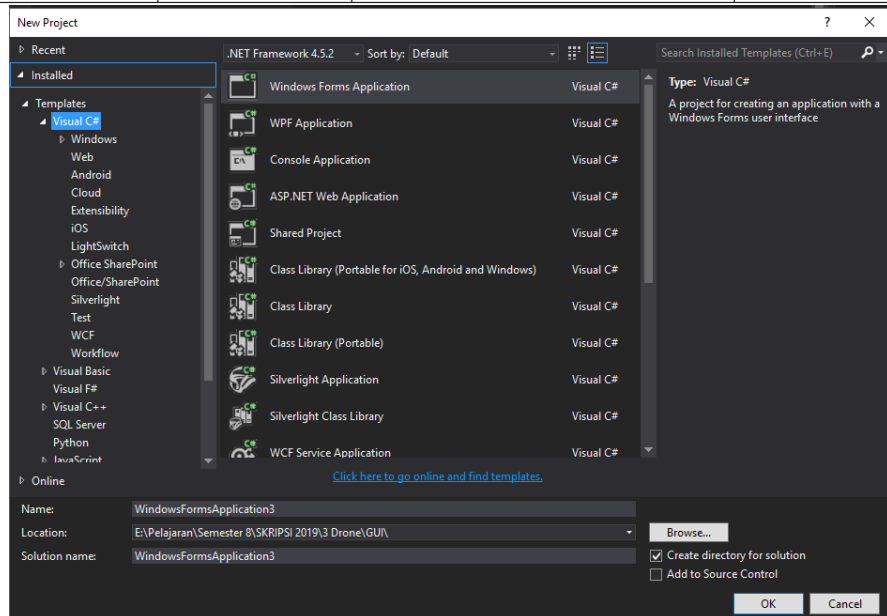 New Project ? ×
Recent
Installed
Templates
Visual C#
Windows
Web
Android
Cloud
Extensibility
iOS
LightSwitch
Office SharePoint
Office/SharePoint
Silverlight
Test
WCF
Workflow
Visual Basic
Visual F#
Visual C++
SQL Server
Python
JavaScript
Online
.NET Framework 4.5.2 Sort by: Default
Windows Forms Application Visual C#
WPF Application Visual C#
Console Application Visual C#
ASP.NET Web Application Visual C#
Shared Project Visual C#
Class Library (Portable for iOS, Android and Windows) Visual C#
Class Library Visual C#
Class Library (Portable) Visual C#
Silverlight Application Visual C#
Silverlight Class Library Visual C#
WCF Service Application Visual C#
Click here to go online and find templates.
Search Installed Templates (Ctrl+E)
Type: Visual C#
A project for creating an application with a
Windows Forms user interface
Name: WindowsFormsApplication3
Location: E:\Pelajaran\Semester 8\SKRIPSI 2019\3 Drone\GUI\ Browse...
Solution name: WindowsFormsApplication3
Create directory for solution
Add to Source Control
OK Cancel